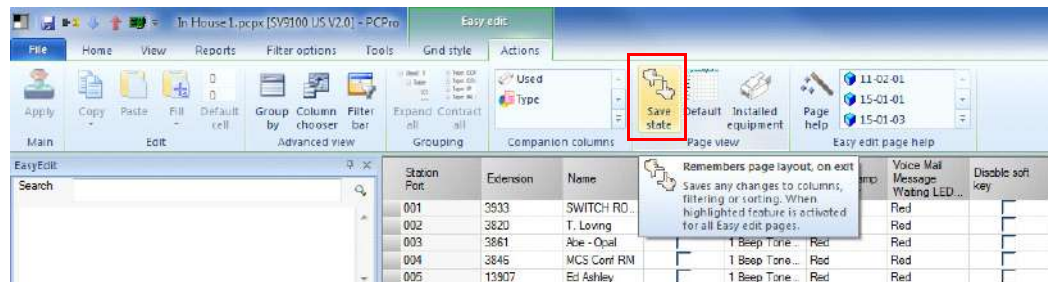 In House 1.pcpx [SV9100 US V2.0] - PCPro
Easy edit
File Home View Reports Filter options Tools Grid style Actions
Apply
Copy Paste Fill Default cell
Group by Column chooser Filter bar
Expand all Contract all
Used
Type
Save state Default Installed equipment
Page help
11-02-01
15-01-01
15-01-03
Main Edit Advanced view Grouping Companion columns Page view Easy edit page help
EasyEdit
Search
Remembers page layout, on exit
Saves any changes to columns,
filtering or sorting. When
highlighted feature is activated
for all Easy edit pages.
Station Port Extension Name Voice Mail Message Waiting LED... Disable soft key
001 3933 SWITCH RO... Red
002 3820 T. Loving Red
003 3861 Abe - Opal 1 Beep Tone... Red Red
004 3846 MCS Conf RM 1 Beep Tone... Red Red
005 13907 Ed Ashley 1 Beep Tone... Red Red